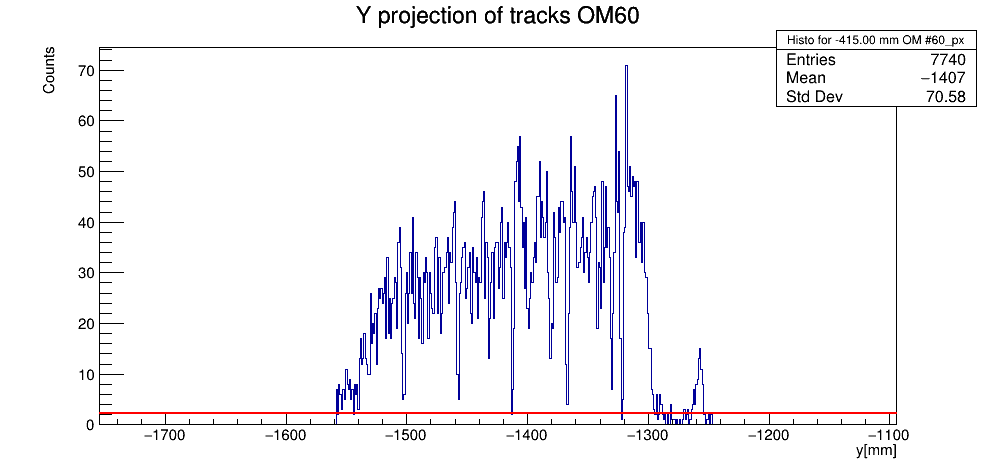 Y projection of tracks OM60
Histo for -415.00 mm OM #60_px
Entries 7740
Mean −1407
Std Dev 70.58
Counts
70
60
50
40
30
20
10
0
−1700 −1600 −1500 −1400 −1300 −1200 −1100
y[mm]